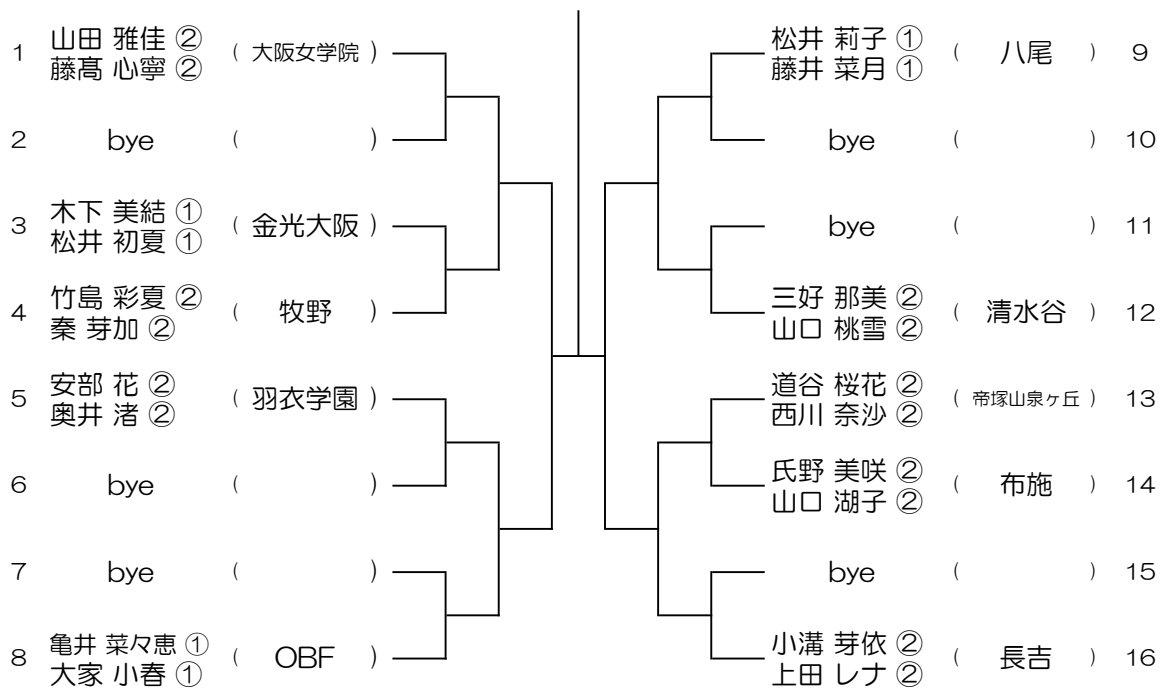 1 山田 雅佳 ② ( 大阪女学院 )
藤髙 心寧 ②
2 bye ( )
3 木下 美結 ① ( 金光大阪 )
松井 初夏 ①
4 竹島 彩夏 ② ( 牧野 )
秦 芽加 ②
5 安部 花 ② ( 羽衣学園 )
奥井 渚 ②
6 bye ( )
7 bye ( )
8 亀井 菜々恵 ① ( OBF )
大家 小春 ①
松井 莉子 ① ( 八尾 ) 9
藤井 菜月 ①
bye ( ) 10
bye ( ) 11
三好 那美 ② ( 清水谷 ) 12
山口 桃雪 ②
道谷 桜花 ② ( 帝塚山泉ヶ丘 ) 13
西川 奈沙 ②
氏野 美咲 ② ( 布施 ) 14
山口 湖子 ②
bye ( ) 15
小溝 芽依 ② ( 長吉 ) 16
上田 レナ ②